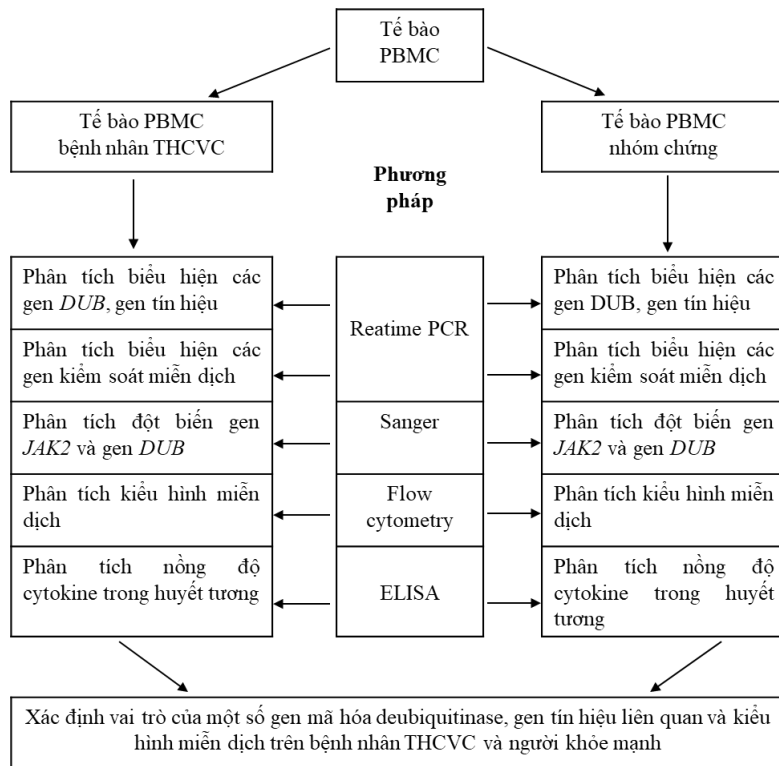 Tế bào
PBMC
Tế bào PBMC
bệnh nhân THCVC
Tế bào PBMC
nhóm chứng
Phương
pháp
Phân tích biểu hiện các
gen DUB, gen tín hiệu
Reatime PCR
Phân tích biểu hiện các
gen DUB, gen tín hiệu
Phân tích biểu hiện các
gen kiểm soát miễn dịch
Phân tích biểu hiện các
gen kiểm soát miễn dịch
Phân tích đột biến gen
JAK2 và gen DUB
Sanger
Phân tích đột biến gen
JAK2 và gen DUB
Phân tích kiểu hình miễn
dịch
Flow
cytometry
Phân tích kiểu hình miễn
dịch
Phân tích nồng độ
cytokine trong huyết tương
ELISA
Phân tích nồng độ
cytokine trong huyết
tương
Xác định vai trò của một số gen mã hóa deubiquitinase, gen tín hiệu liên quan và kiểu
hình miễn dịch trên bệnh nhân THCVC và người khỏe mạnh